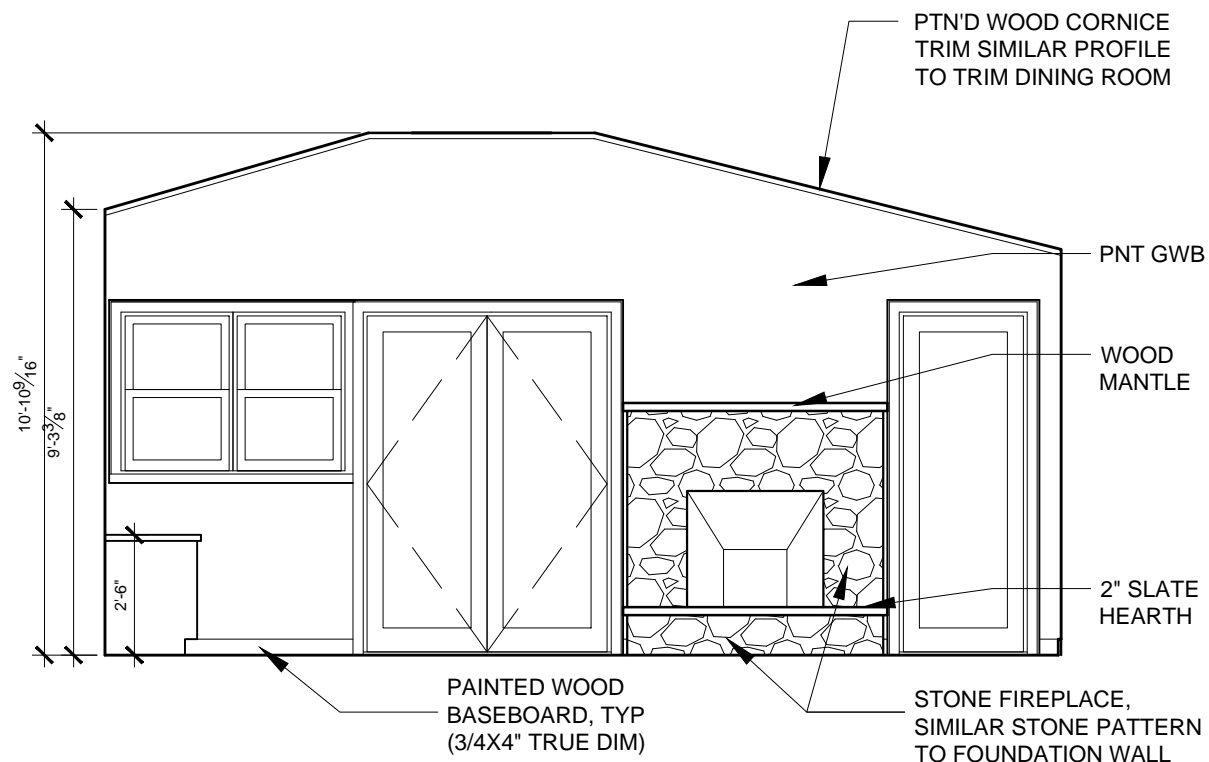 PTN'D WOOD CORNICE
TRIM SIMILAR PROFILE
TO TRIM DINING ROOM
PNT GWB
WOOD
MANTLE
10'-10 9/16"
9'-3 3/8"
2'-6"
2" SLATE
HEARTH
PAINTED WOOD
BASEBOARD, TYP
(3/4X4" TRUE DIM)
STONE FIREPLACE,
SIMILAR STONE PATTERN
TO FOUNDATION WALL